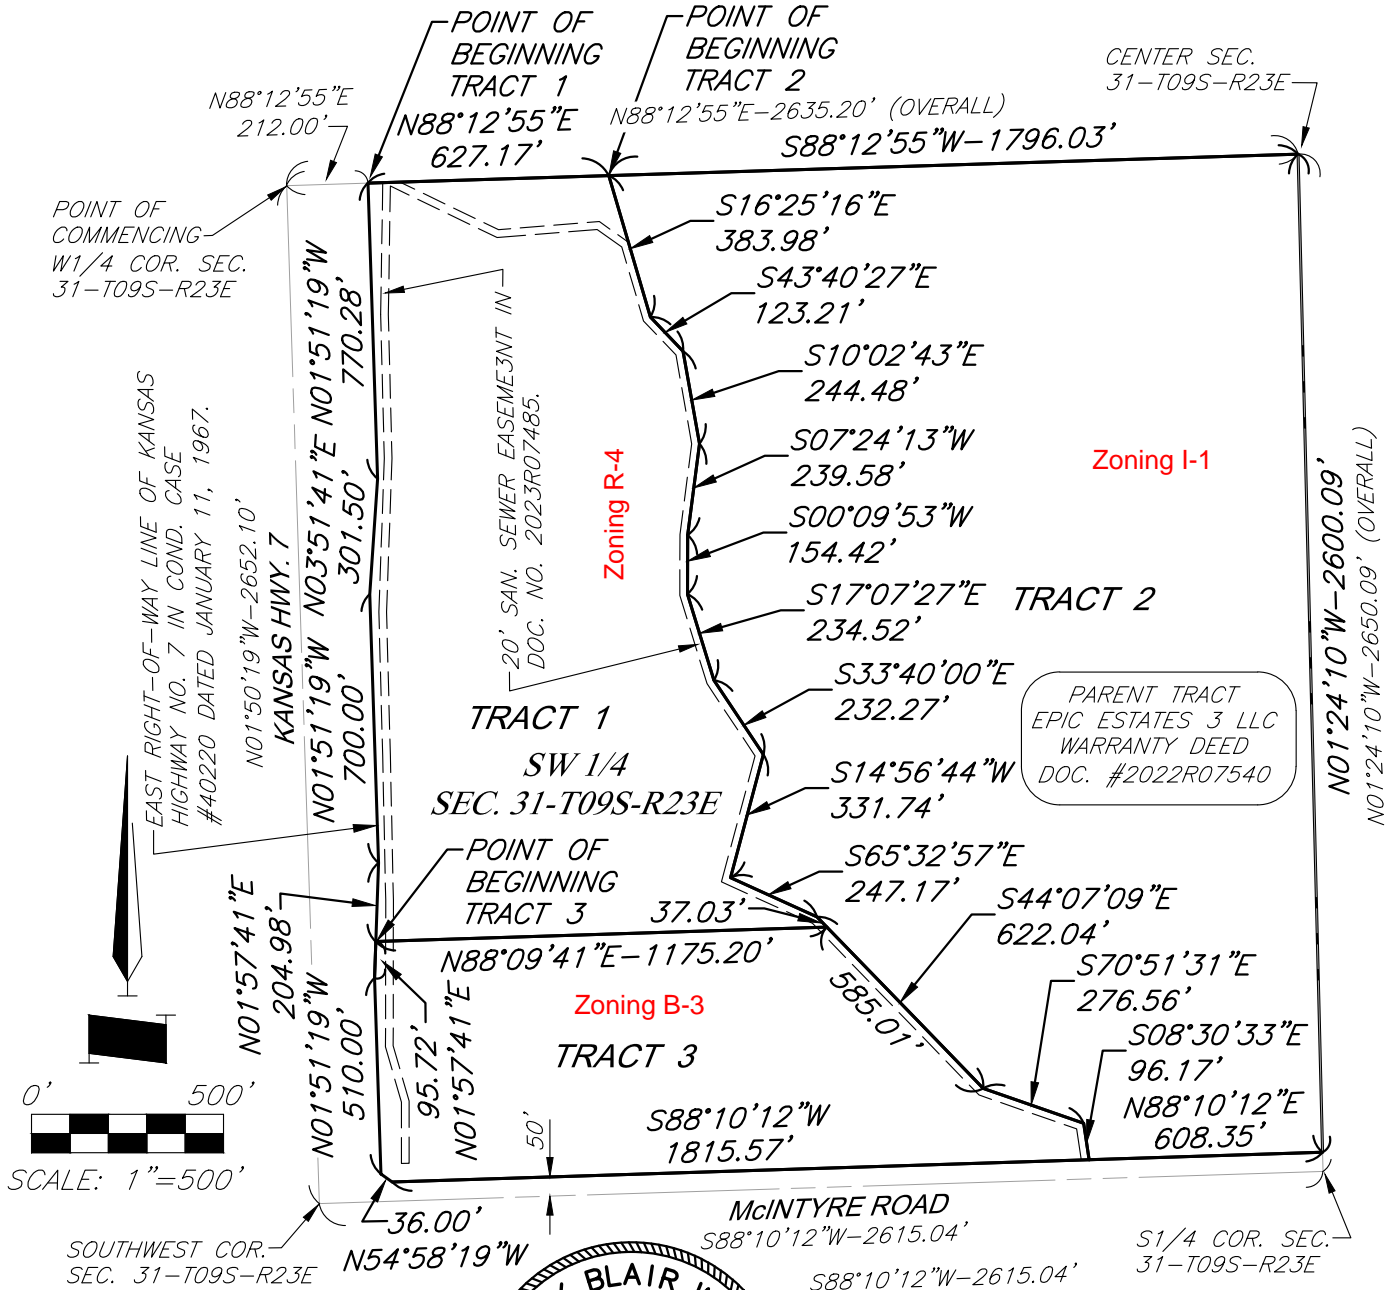 POINT OF
BEGINNING
TRACT 1
POINT OF
BEGINNING
TRACT 2
CENTER SEC.
31-T09S-R23E
N88°12'55"E
212.00'
N88°12'55"E
627.17'
N88°12'55"E-2635.20' (OVERALL)
S88°12'55"W-1796.03'
POINT OF
COMMENCING
W1/4 COR. SEC.
31-T09S-R23E
S16°25'16"E
383.98'
S43°40'27"E
123.21'
S10°02'43"E
244.48'
S07°24'13"W
239.58'
S00°09'53"W
154.42'
S17°07'27"E
234.52'
S33°40'00"E
232.27'
S14°56'44"W
331.74'
S65°32'57"E
247.17'
S44°07'09"E
622.04'
S70°51'31"E
276.56'
S08°30'33"E
96.17'
N88°10'12"E
608.35'
N01°51'19"W
770.28'
N03°51'41"E
301.50'
N01°51'19"W
700.00'
N01°57'41"E
204.98'
N01°51'19"W
510.00'
EAST RIGHT-OF-WAY LINE OF KANSAS
HIGHWAY NO. 7 IN COND. CASE
#40220 DATED JANUARY 11, 1967.
N01°50'19"W-2652.10'
KANSAS HWY. 7
20' SAN. SEWER EASEME3NT IN
DOC. NO. 2023R07485.
Zoning R-4
Zoning I-1
TRACT 2
PARENT TRACT
EPIC ESTATES 3 LLC
WARRANTY DEED
DOC. #2022R07540
N01°24'10"W-2600.09'
N01°24'10"W-2650.09' (OVERALL)
TRACT 1
SW 1/4
SEC. 31-T09S-R23E
POINT OF
BEGINNING
TRACT 3
37.03'
N88°09'41"E-1175.20'
585.01'
Zoning B-3
TRACT 3
95.72'
N01°57'41"E
S88°10'12"W
1815.57'
50'
0' 500'
SCALE: 1"=500'
36.00'
N54°58'19"W
McINTYRE ROAD
S88°10'12"W-2615.04'
SOUTHWEST COR.
SEC. 31-T09S-R23E
S1/4 COR. SEC.
31-T09S-R23E
S88°10'12"W-2615.04'
BLAIR